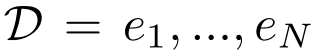 𝒟 = e₁, ..., e_N